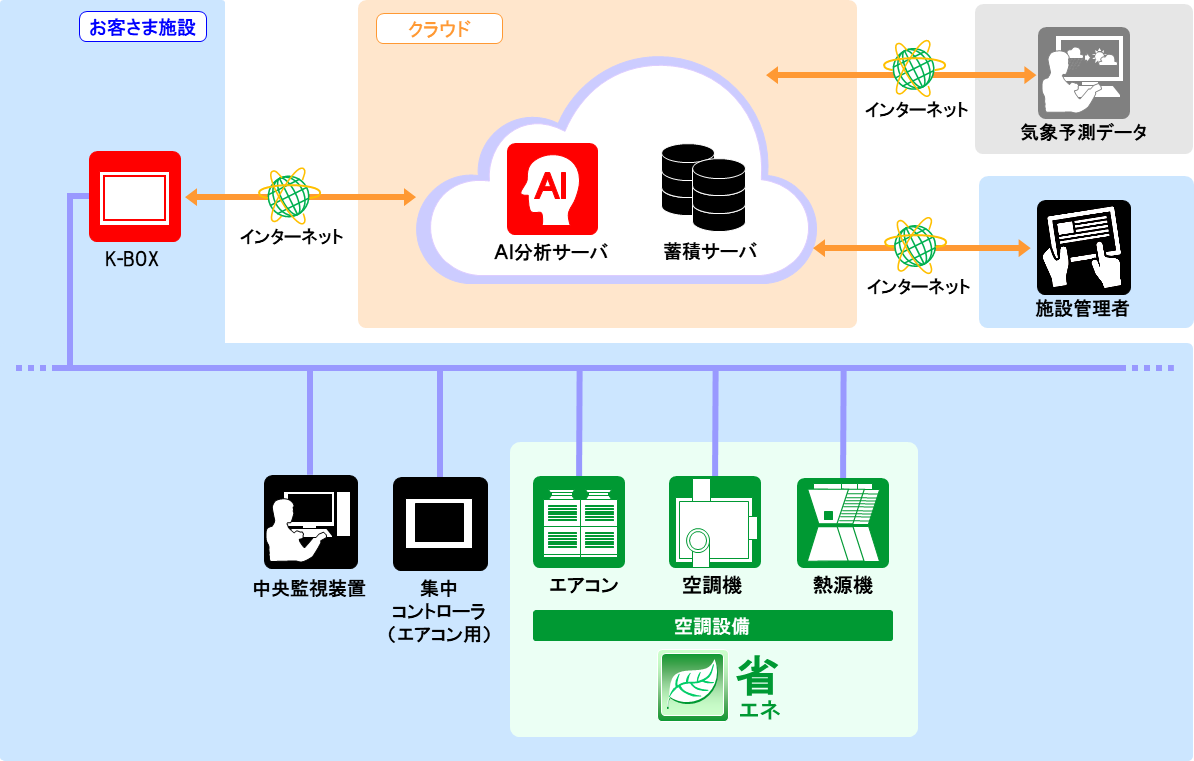 お客さま施設
クラウド
インターネット
気象予測データ
K-BOX
インターネット
AI
AI分析サーバ
蓄積サーバ
インターネット
施設管理者
中央監視装置
集中
コントローラ
（エアコン用）
エアコン
空調機
熱源機
空調設備
省
エネ